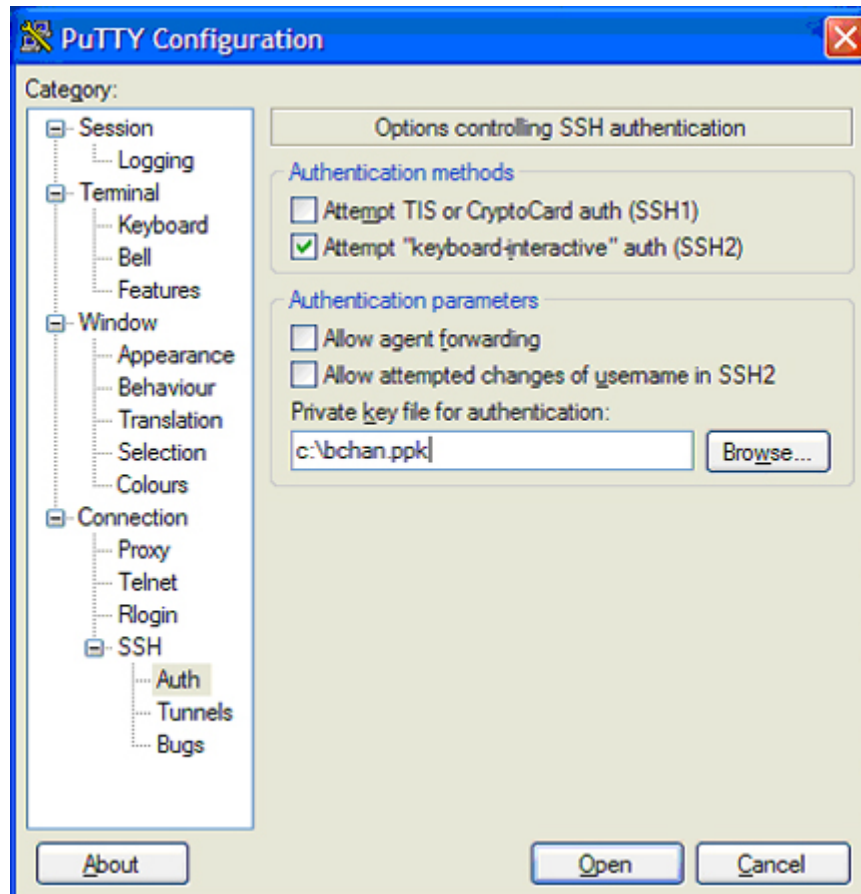 PuTTY Configuration
Category:
Session
Logging
Terminal
Keyboard
Bell
Features
Window
Appearance
Behaviour
Translation
Selection
Colours
Connection
Proxy
Telnet
Rlogin
SSH
Auth
Tunnels
Bugs
Options controlling SSH authentication
Authentication methods
Attempt TIS or CryptoCard auth (SSH1)
Attempt "keyboard-interactive" auth (SSH2)
Authentication parameters
Allow agent forwarding
Allow attempted changes of username in SSH2
Private key file for authentication:
c:\bchan.ppk
Browse...
About
Open
Cancel